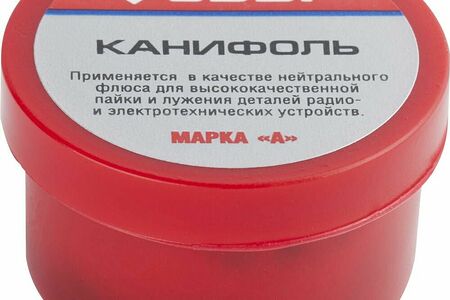 КАНИФОЛЬ
Применяется в качестве нейтрального
флюса для высококачественной
пайки и лужения деталей радио-
и электротехнических устройств.
МАРКА «А»